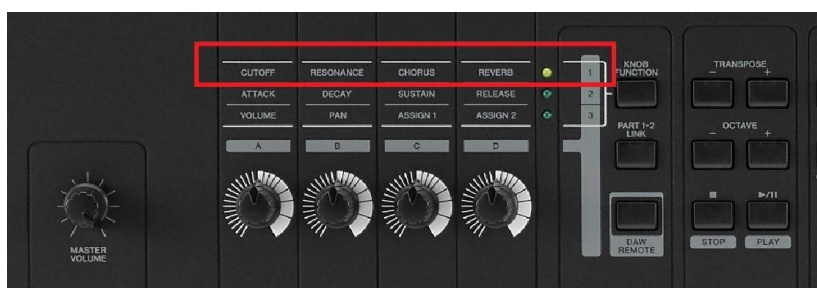 CUTOFF RESONANCE CHORUS REVERB 1
ATTACK DECAY SUSTAIN RELEASE 2
VOLUME PAN ASSIGN 1 ASSIGN 2 3
A B C D
MASTER
VOLUME
KNOB
FUNCTION
PART 1-2
LINK
DAW
REMOTE
TRANSPOSE
− +
OCTAVE
− +
■ ►/II
STOP PLAY